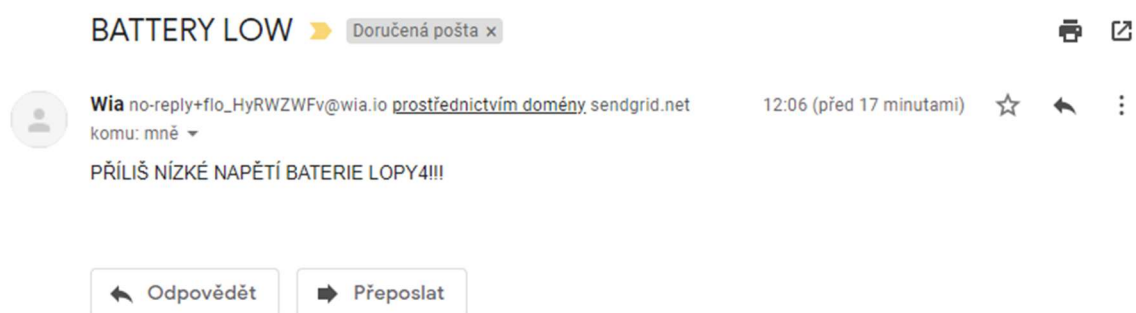 BATTERY LOW Doručená pošta x
Wia no-reply+flo_HyRWZWFv@wia.io prostřednictvím domény sendgrid.net 12:06 (před 17 minutami)
komu: mně
PŘÍLIŠ NÍZKÉ NAPĚTÍ BATERIE LOPY4!!!
Odpovědět Přeposlat